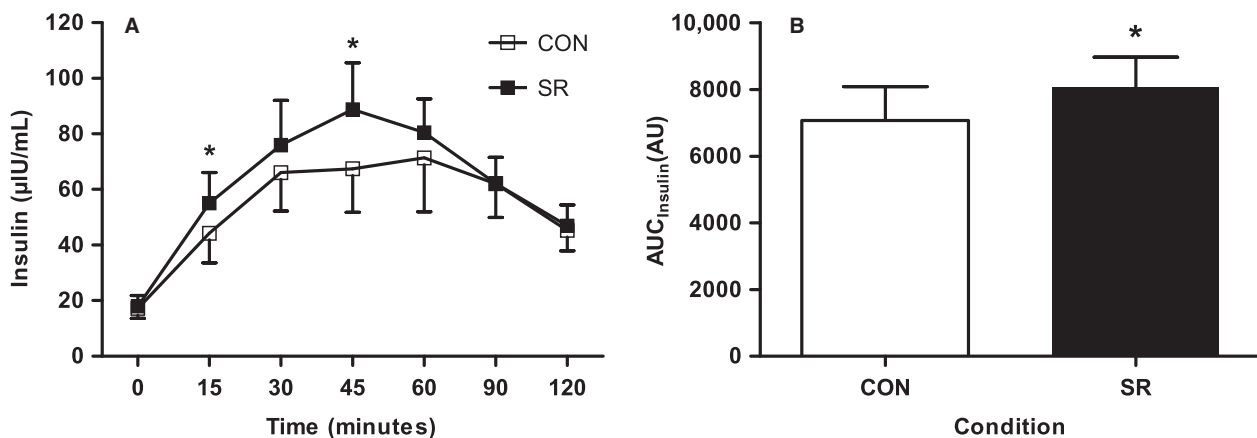 A
120
100
80
60
40
20
0
Insulin (µIU/mL)
*
*
CON
SR
0 15 30 45 60 90 120
Time (minutes)
B
10,000
8000
6000
4000
2000
0
AUCInsulin(AU)
*
CON SR
Condition